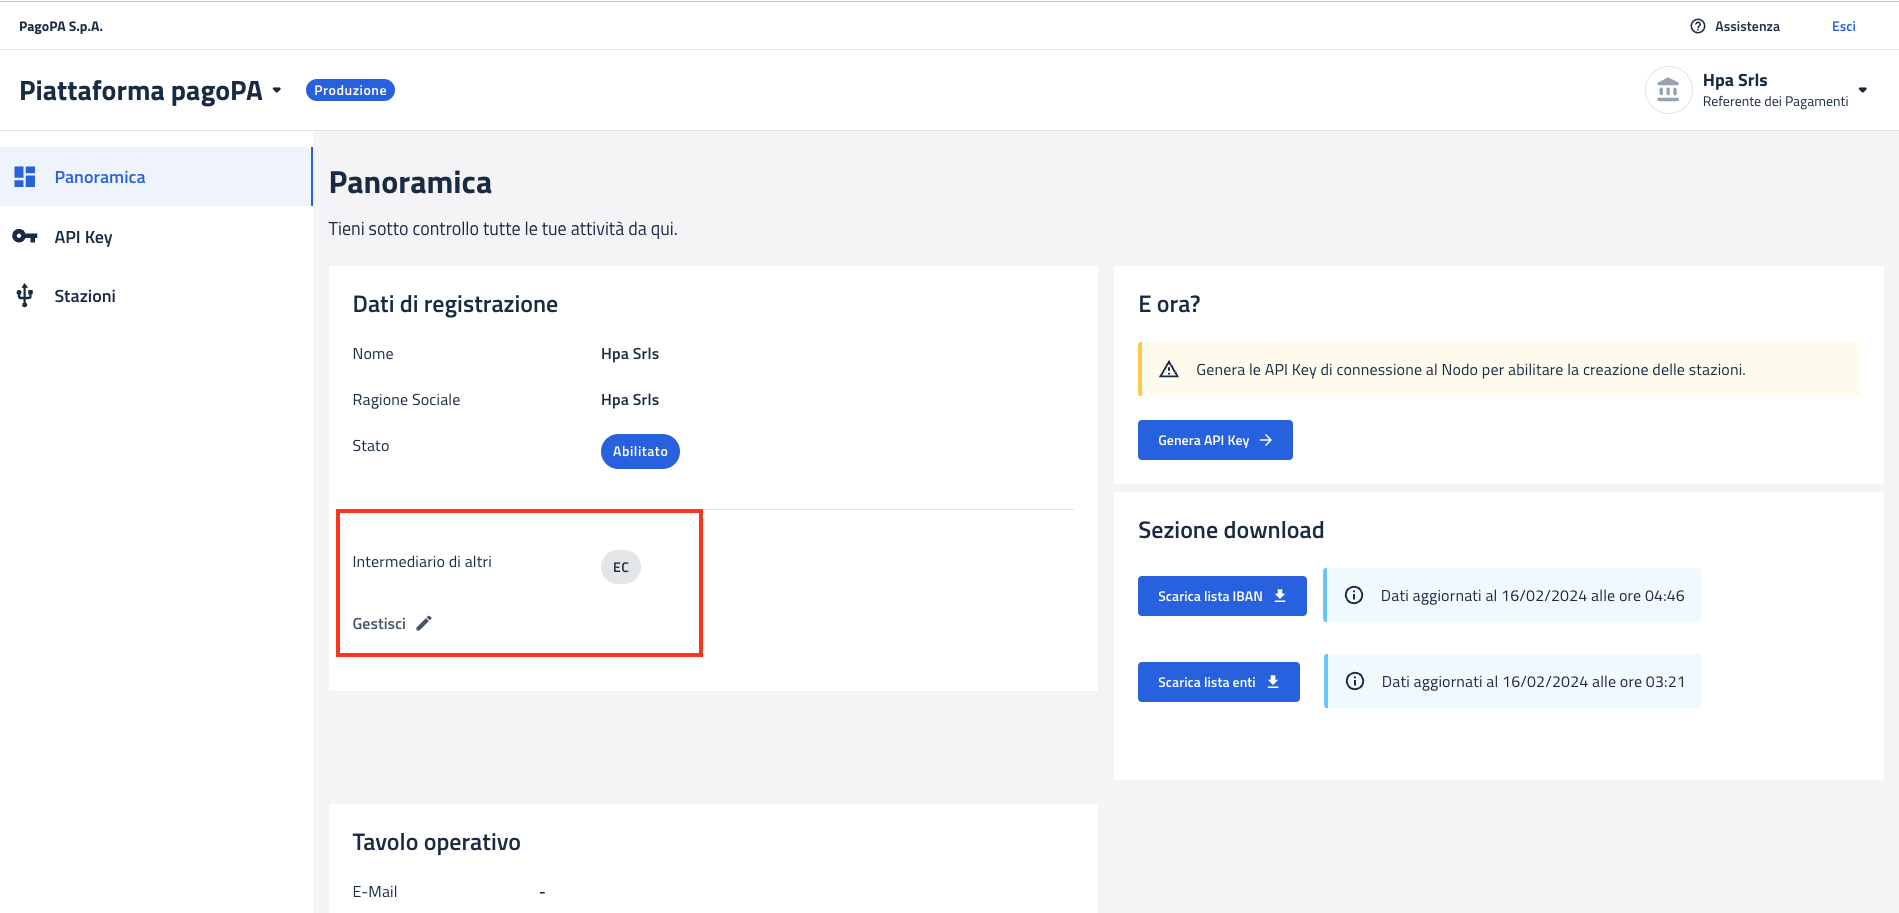 PagoPA S.p.A.
Assistenza
Esci
Piattaforma pagoPA
Produzione
Hpa Srls
Referente dei Pagamenti
Panoramica
API Key
Stazioni
Panoramica
Tieni sotto controllo tutte le tue attività da qui.
Dati di registrazione
Nome Hpa Srls
Ragione Sociale Hpa Srls
Stato Abilitato
Intermediario di altri EC
Gestisci
E ora?
Genera le API Key di connessione al Nodo per abilitare la creazione delle stazioni.
Genera API Key
Sezione download
Scarica lista IBAN
Dati aggiornati al 16/02/2024 alle ore 04:46
Scarica lista enti
Dati aggiornati al 16/02/2024 alle ore 03:21
Tavolo operativo
E-Mail -